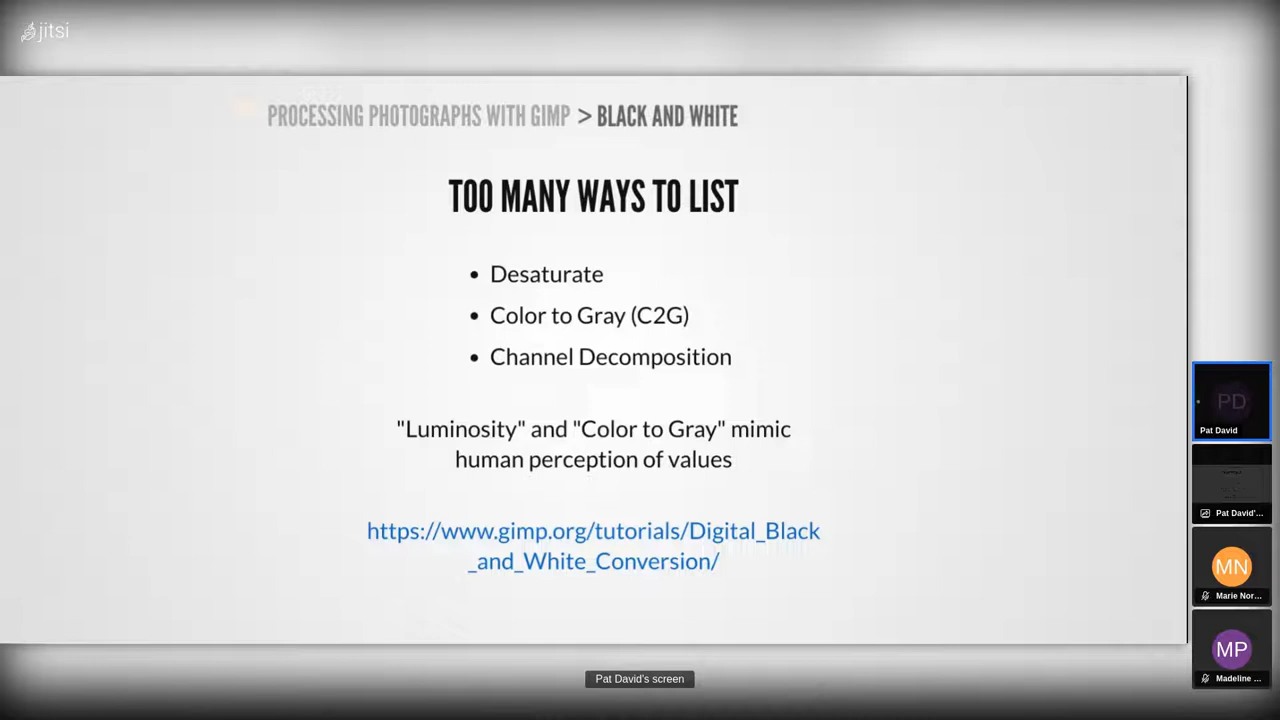 jitsi
PROCESSING PHOTOGRAPHS WITH GIMP > BLACK AND WHITE
TOO MANY WAYS TO LIST
• Desaturate
• Color to Gray (C2G)
• Channel Decomposition
"Luminosity" and "Color to Gray" mimic
human perception of values
https://www.gimp.org/tutorials/Digital_Black
_and_White_Conversion/
PD
Pat David
Pat David'...
MN
Marie Nor...
MP
Madeline ...
Pat David's screen